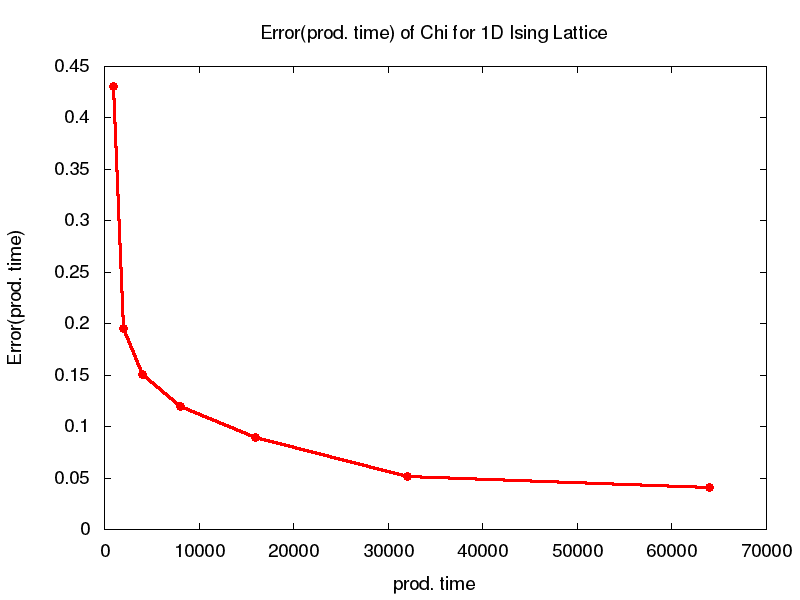 Error(prod. time) of Chi for 1D Ising Lattice
0.45
0.4
0.35
0.3
0.25
0.2
0.15
0.1
0.05
0
Error(prod. time)
0 10000 20000 30000 40000 50000 60000 70000
prod. time